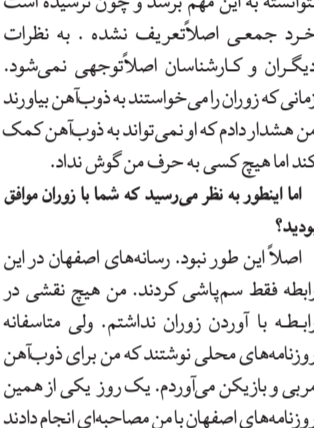 نتوانسته به این مهم برسد و چون نرسیده است
خرد جمعی اصلاً تعریف نشده . به نظرات
دیگران و کارشناسان اصلاً توجهی نمی‌شود.
زمانی که زوران را می‌خواستند به ذوب‌آهن بیاورند
من هشدار دادم که او نمی‌تواند به ذوب‌آهن کمک
کند اما هیچ کسی به حرف من گوش نداد.
اما اینطور به نظر می‌رسید که شما با زوران موافق
بودید؟
اصلاً این طور نبود. رسانه‌های اصفهان در این
رابطه فقط سم‌پاشی کردند. من هیچ نقشی در
رابطه با آوردن زوران نداشتم. ولی متاسفانه
روزنامه‌های محلی نوشتند که من برای ذوب‌آهن
مربی و بازیکن می‌آوردم. یک روز یکی از همین
روزنامه‌های اصفهان با من مصاحبه‌ای انجام دادند